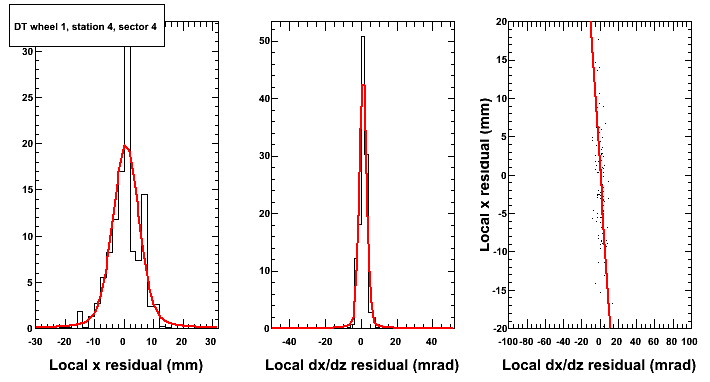 DT wheel 1, station 4, sector 4
30
25
20
15
10
5
0
-30 -20 -10 0 10 20 30
Local x residual (mm)
50
40
30
20
10
0
-40 -20 0 20 40
Local dx/dz residual (mrad)
Local x residual (mm)
20
15
10
5
0
-5
-10
-15
-20
-100 -80 -60 -40 -20 0 20 40 60 80 100
Local dx/dz residual (mrad)